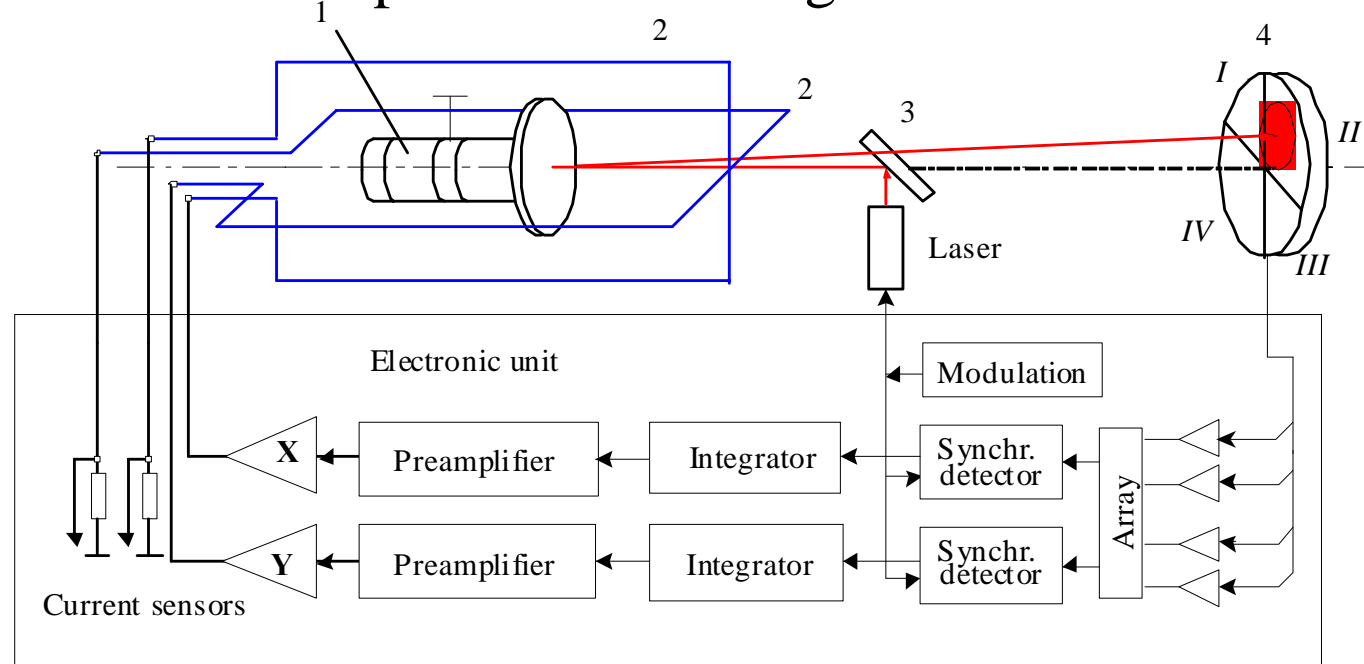 1
2
4
I
2
3
II
IV
Laser
III
Electronic unit
Modulation
X
Preamplifier
Integrator
Synchr.
detector
Array
Y
Preamplifier
Integrator
Synchr.
detector
Current sensors